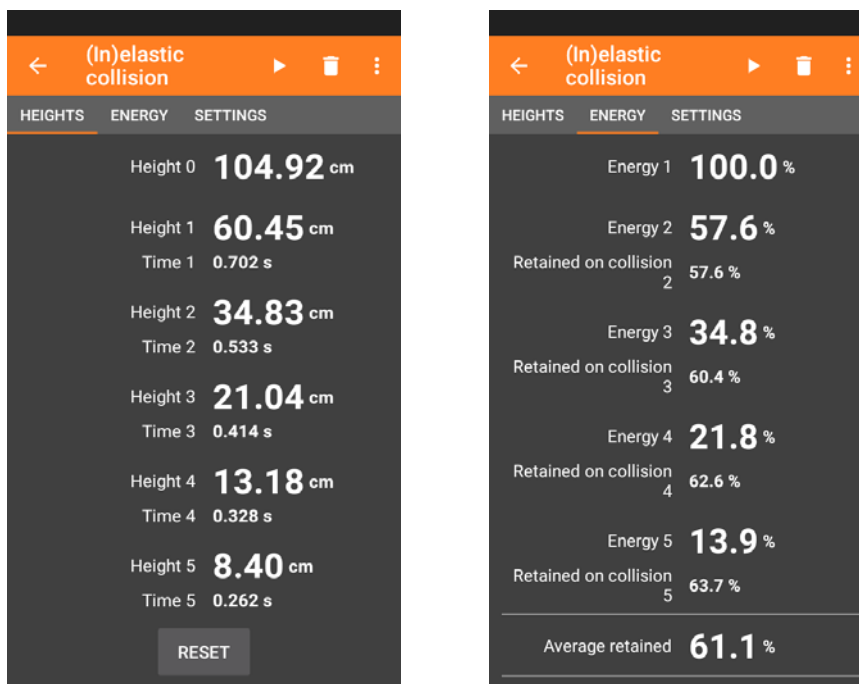 (In)elastic
collision
HEIGHTS ENERGY SETTINGS
Height 0 104.92 cm
Height 1 60.45 cm
Time 1 0.702 s
Height 2 34.83 cm
Time 2 0.533 s
Height 3 21.04 cm
Time 3 0.414 s
Height 4 13.18 cm
Time 4 0.328 s
Height 5 8.40 cm
Time 5 0.262 s
RESET
(In)elastic
collision
HEIGHTS ENERGY SETTINGS
Energy 1 100.0 %
Energy 2 57.6 %
Retained on collision
2 57.6 %
Energy 3 34.8 %
Retained on collision
3 60.4 %
Energy 4 21.8 %
Retained on collision
4 62.6 %
Energy 5 13.9 %
Retained on collision
5 63.7 %
Average retained 61.1 %